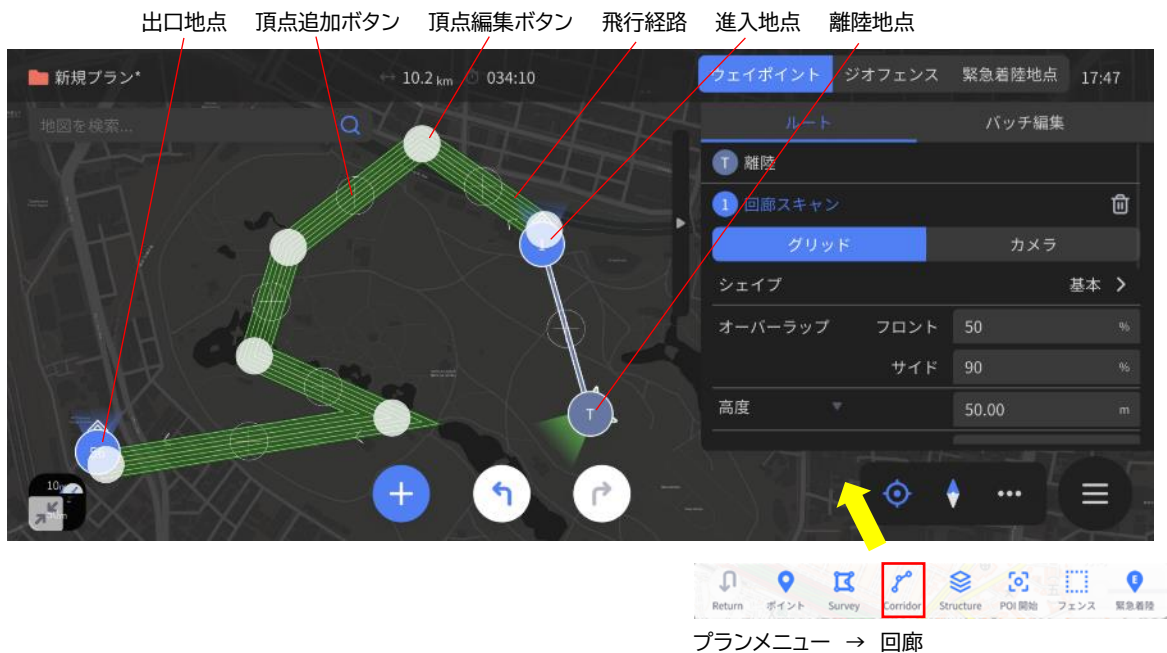 出口地点 頂点追加ボタン 頂点編集ボタン 飛行経路 進入地点 離陸地点
新規プラン* ↔ 10.2 km 034:10
ウェイポイント ジオフェンス 緊急着陸地点 17:47
地図を検索...
ルート バッチ編集
T 離陸
1 回廊スキャン
グリッド カメラ
シェイプ 基本 >
オーバーラップ フロント 50 %
サイド 90 %
高度 50.00 m
T
Return ポイント Survey Corridor Structure POI 開始 フェンス 緊急着陸
E
プランメニュー → 回廊